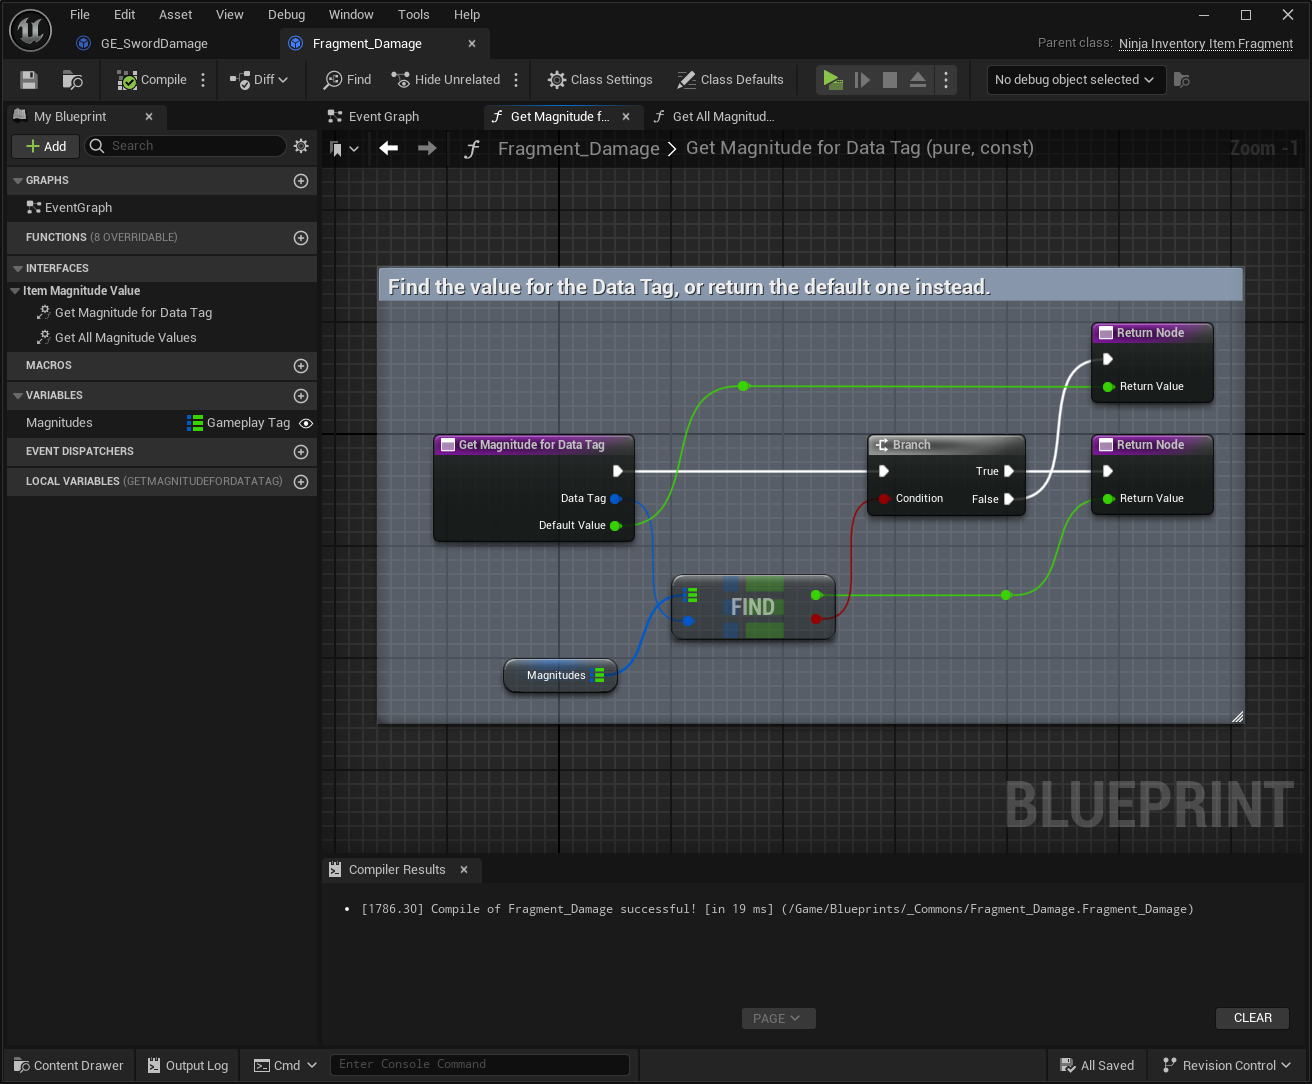 File Edit Asset View Debug Window Tools Help
GE_SwordDamage Fragment_Damage
Parent class: Ninja Inventory Item Fragment
Compile Diff Find Hide Unrelated Class Settings Class Defaults No debug object selected
My Blueprint
Event Graph Get Magnitude f... Get All Magnitud...
Add Search
Fragment_Damage > Get Magnitude for Data Tag (pure, const) Zoom -1
GRAPHS
EventGraph
FUNCTIONS (8 OVERRIDABLE)
INTERFACES
Item Magnitude Value
Get Magnitude for Data Tag
Get All Magnitude Values
MACROS
VARIABLES
Magnitudes Gameplay Tag
EVENT DISPATCHERS
LOCAL VARIABLES (GETMAGNITUDEFORDATATAG)
Find the value for the Data Tag, or return the default one instead.
Return Node
Return Value
Get Magnitude for Data Tag
Data Tag
Default Value
Branch
True
Condition False
Return Node
Return Value
FIND
Magnitudes
BLUEPRINT
Compiler Results
• [1786.30] Compile of Fragment_Damage successful! [in 19 ms] (/Game/Blueprints/_Commons/Fragment_Damage.Fragment_Damage)
PAGE CLEAR
Content Drawer Output Log Cmd Enter Console Command All Saved Revision Control